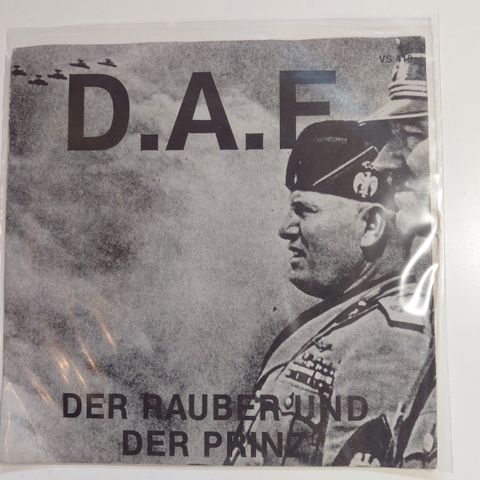 VS 418
D.A.F.
DER RAUBER UND
DER PRINZ